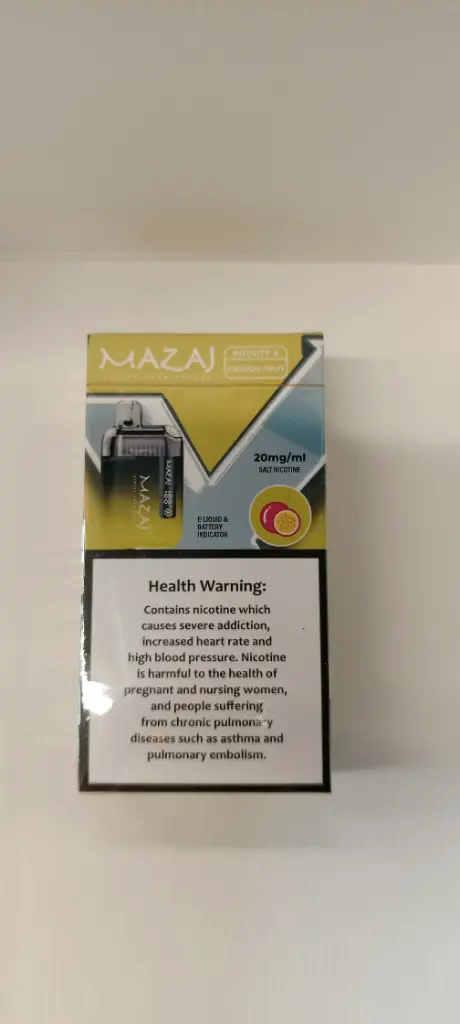 MAZAJ
INFINITY X
PASSION FRUIT
20mg/ml
SALT NICOTINE
MAZAJ
MAZAJ
88
E-LIQUID &
BATTERY
INDICATOR
Health Warning:
Contains nicotine which
causes severe addiction,
increased heart rate and
high blood pressure. Nicotine
is harmful to the health of
pregnant and nursing women,
and people suffering
from chronic pulmonary
diseases such as asthma and
pulmonary embolism.